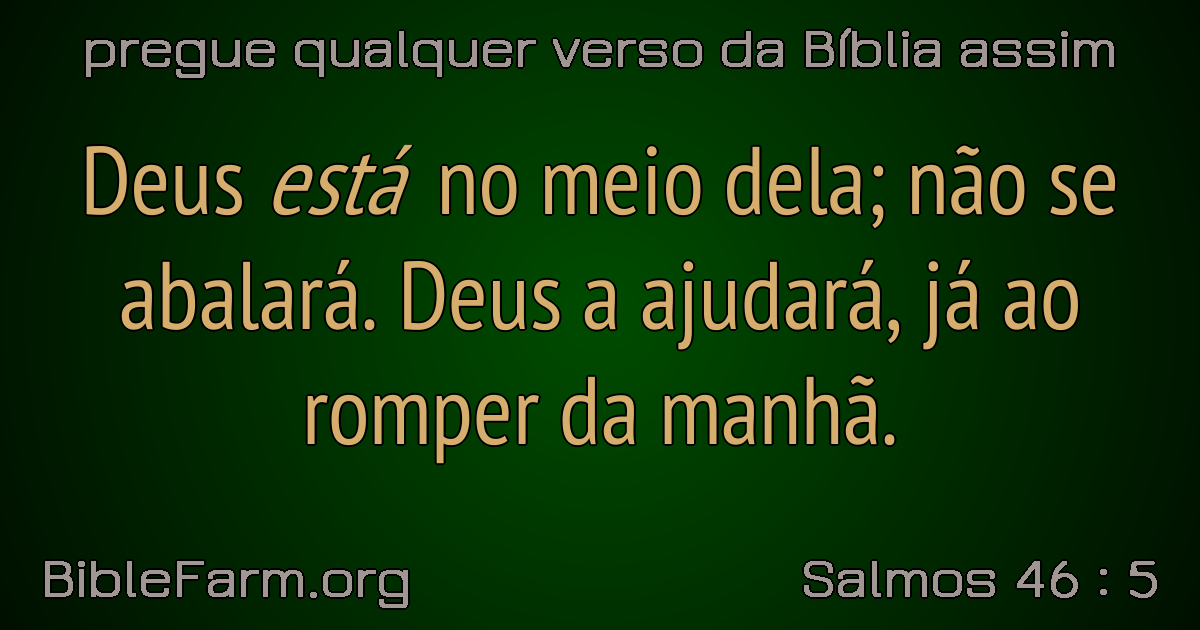 pregue qualquer verso da Bíblia assim
Deus está no meio dela; não se
abalará. Deus a ajudará, já ao
romper da manhã.
BibleFarm.org
Salmos 46 : 5